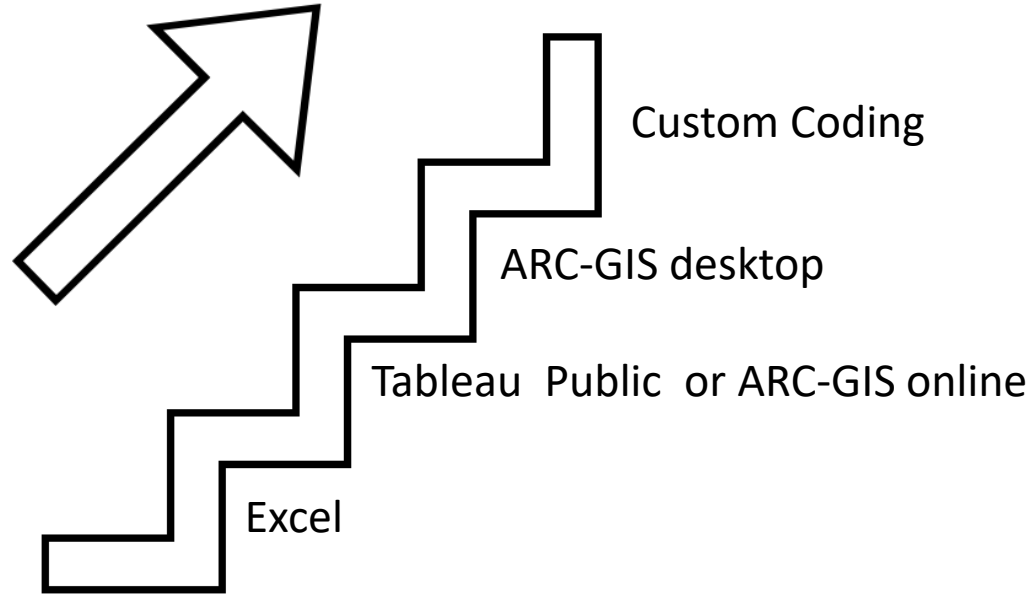 Custom Coding
ARC-GIS desktop
Tableau  Public  or ARC-GIS online
Excel